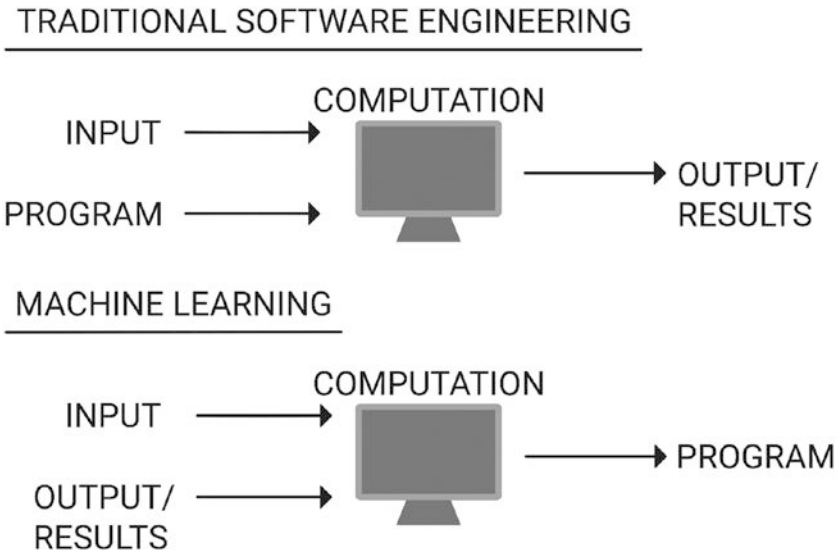 TRADITIONAL SOFTWARE ENGINEERING
COMPUTATION
INPUT
PROGRAM
OUTPUT/
RESULTS
MACHINE LEARNING
COMPUTATION
INPUT
OUTPUT/
RESULTS
PROGRAM